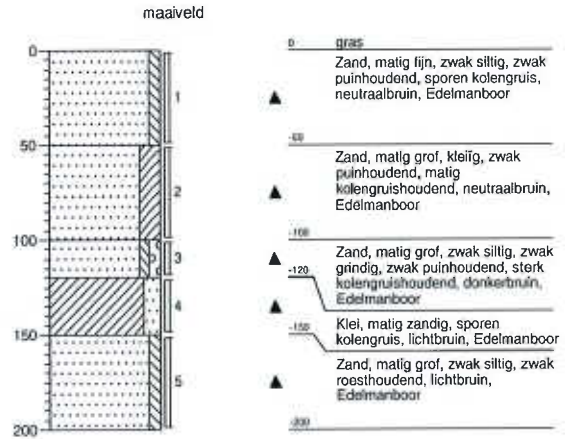 maaiveld
0
50
100
150
200
1
2
3
4
5
0 gras
Zand, matig fijn, zwak siltig, zwak
puinhoudend, sporen kolengruis,
neutraalbruin, Edelmanboor
-50
Zand, matig grof, kleiïg, zwak
puinhoudend, matig
kolengruishoudend, neutraalbruin,
Edelmanboor
-100
Zand, matig grof, zwak siltig, zwak
grindig, zwak puinhoudend, sterk
kolengruishoudend, donkerbruin,
Edelmanboor
-120
Klei, matig zandig, sporen
kolengruis, lichtbruin, Edelmanboor
-150
Zand, matig grof, zwak siltig, zwak
roesthoudend, lichtbruin,
Edelmanboor
-200